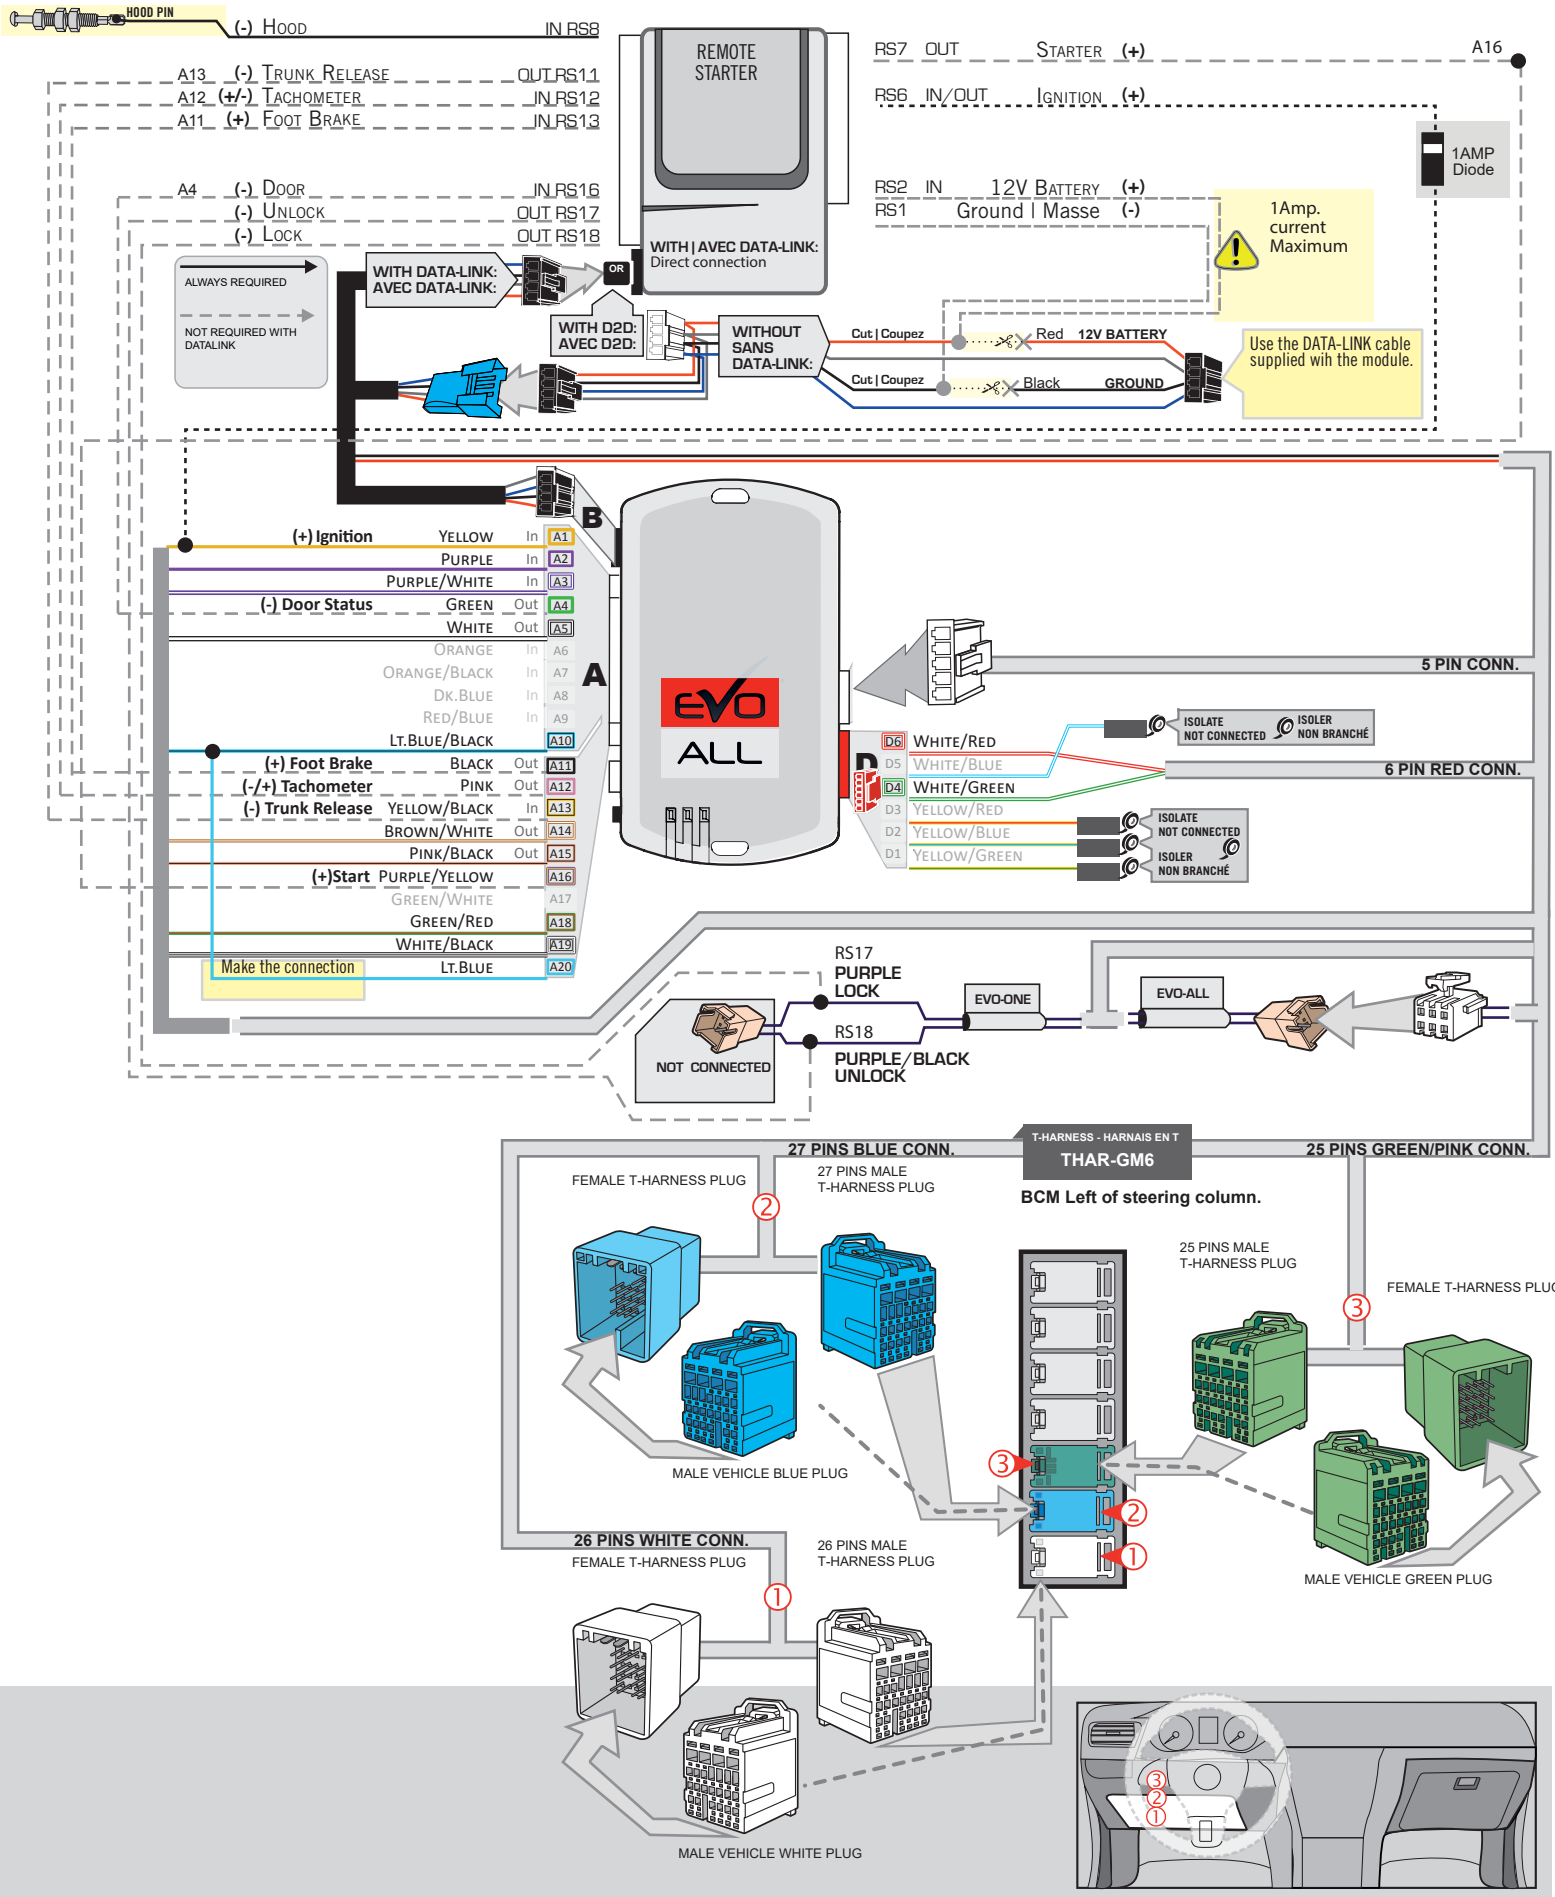 HOOD PIN
(-) HOOD IN RS8
A13 (-) TRUNK RELEASE OUT RS11
A12 (+/-) TACHOMETER IN RS12
A11 (+) FOOT BRAKE IN RS13
A4 (-) DOOR IN RS16
(-) UNLOCK OUT RS17
(-) LOCK OUT RS18
REMOTE
STARTER
WITH | AVEC DATA-LINK:
Direct connection
RS7 OUT STARTER (+) A16
RS6 IN/OUT IGNITION (+)
1AMP
Diode
RS2 IN 12V BATTERY (+)
RS1 Ground | Masse (-)
1Amp.
current
Maximum
ALWAYS REQUIRED
NOT REQUIRED WITH
DATALINK
WITH DATA-LINK:
AVEC DATA-LINK:
OR
WITH D2D:
AVEC D2D:
WITHOUT
SANS
DATA-LINK:
Cut | Coupez Red 12V BATTERY
Cut | Coupez Black GROUND
Use the DATA-LINK cable
supplied wih the module.
B
A
D
(+) Ignition YELLOW In A1
PURPLE In A2
PURPLE/WHITE In A3
(-) Door Status GREEN Out A4
WHITE Out A5
ORANGE In A6
ORANGE/BLACK In A7
DK.BLUE In A8
RED/BLUE In A9
LT.BLUE/BLACK A10
(+) Foot Brake BLACK Out A11
(-/+) Tachometer PINK Out A12
(-) Trunk Release YELLOW/BLACK In A13
BROWN/WHITE Out A14
PINK/BLACK Out A15
(+)Start PURPLE/YELLOW A16
GREEN/WHITE A17
GREEN/RED A18
WHITE/BLACK A19
Make the connection LT.BLUE A20
EVO
ALL
5 PIN CONN.
D6 WHITE/RED
D5 WHITE/BLUE
D4 WHITE/GREEN
D3 YELLOW/RED
D2 YELLOW/BLUE
D1 YELLOW/GREEN
ISOLATE
NOT CONNECTED
ISOLER
NON BRANCHÉ
6 PIN RED CONN.
ISOLATE
NOT CONNECTED
ISOLER
NON BRANCHÉ
RS17
PURPLE
LOCK
RS18
PURPLE/BLACK
UNLOCK
NOT CONNECTED
EVO-ONE
EVO-ALL
T-HARNESS - HARNAIS EN T
THAR-GM6
27 PINS BLUE CONN.
25 PINS GREEN/PINK CONN.
BCM Left of steering column.
FEMALE T-HARNESS PLUG
27 PINS MALE
T-HARNESS PLUG
2
MALE VEHICLE BLUE PLUG
25 PINS MALE
T-HARNESS PLUG
FEMALE T-HARNESS PLUG
3
MALE VEHICLE GREEN PLUG
3
2
1
26 PINS WHITE CONN.
FEMALE T-HARNESS PLUG
26 PINS MALE
T-HARNESS PLUG
1
MALE VEHICLE WHITE PLUG
3
2
1